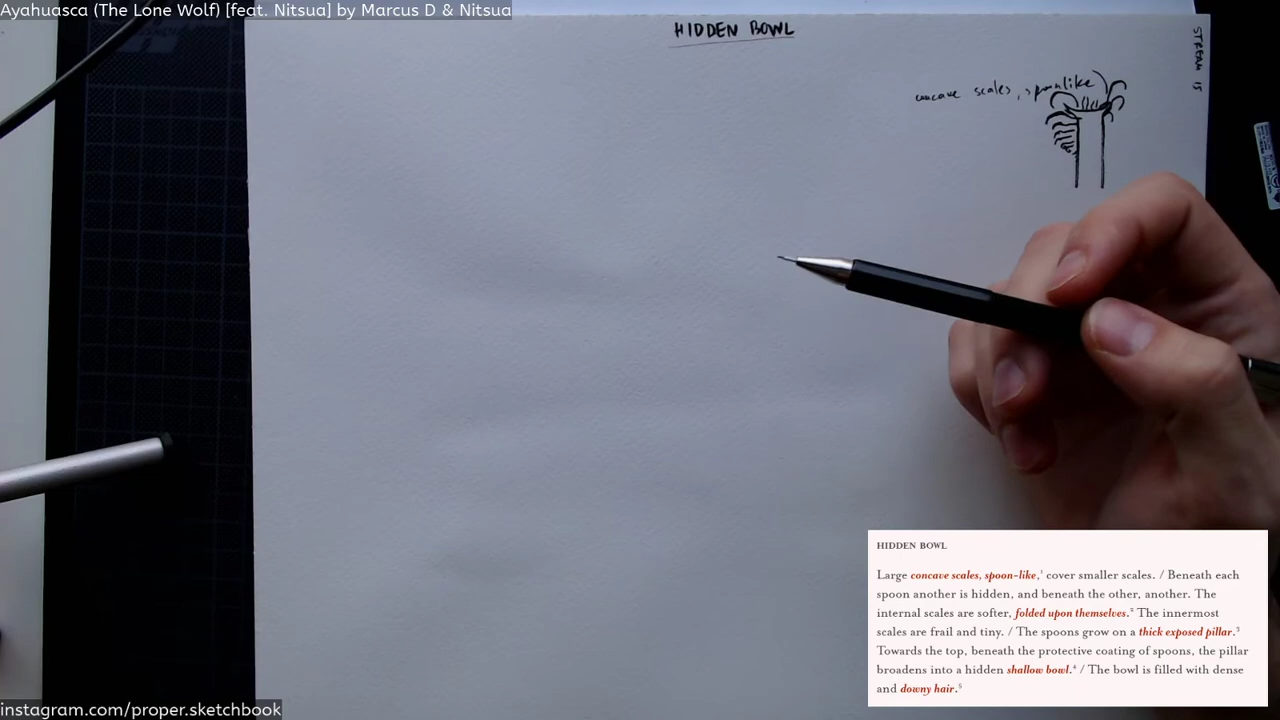 Ayahuasca (The Lone Wolf) [feat. Nitsua] by Marcus D & Nitsua
HIDDEN BOWL
STREAM 15
concave scales, spoonlike
HIDDEN BOWL
Large concave scales, spoon-like,¹ cover smaller scales. / Beneath each
spoon another is hidden, and beneath the other, another. The
internal scales are softer, folded upon themselves.² The innermost
scales are frail and tiny. / The spoons grow on a thick exposed pillar.³
Towards the top, beneath the protective coating of spoons, the pillar
broadens into a hidden shallow bowl.⁴ / The bowl is filled with dense
and downy hair.⁵
instagram.com/proper.sketchbook